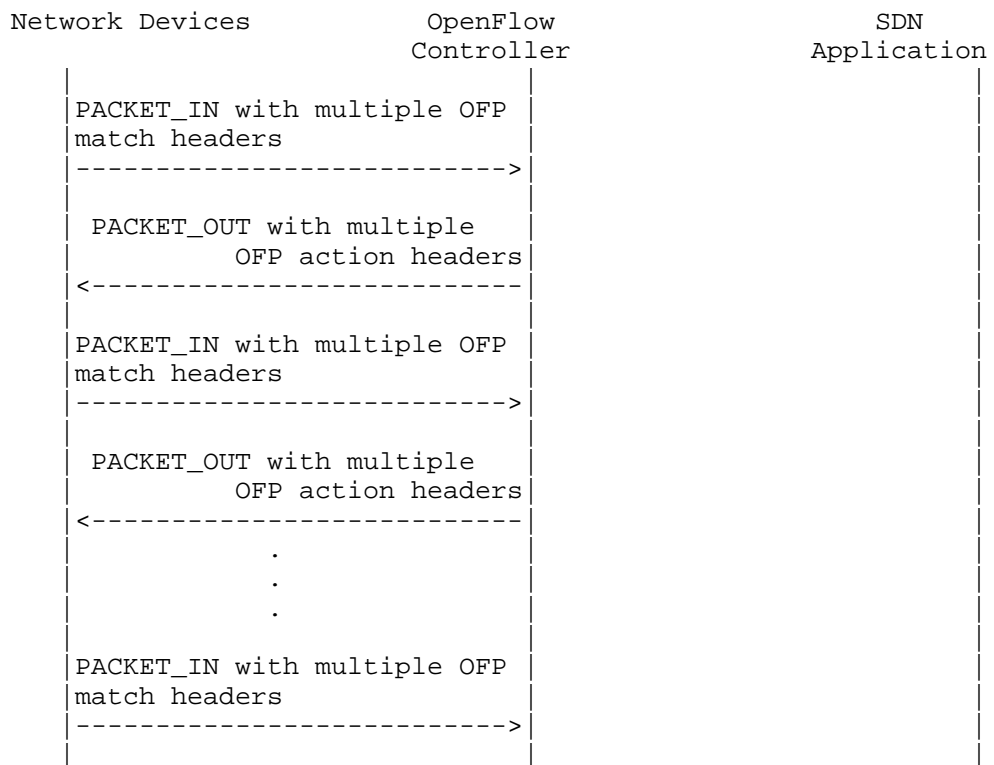 Network Devices OpenFlow SDN
Controller Application
PACKET_IN with multiple OFP
match headers
--------------------------->
PACKET_OUT with multiple
OFP action headers
<---------------------------
PACKET_IN with multiple OFP
match headers
--------------------------->
PACKET_OUT with multiple
OFP action headers
<---------------------------
.
.
.
PACKET_IN with multiple OFP
match headers
--------------------------->